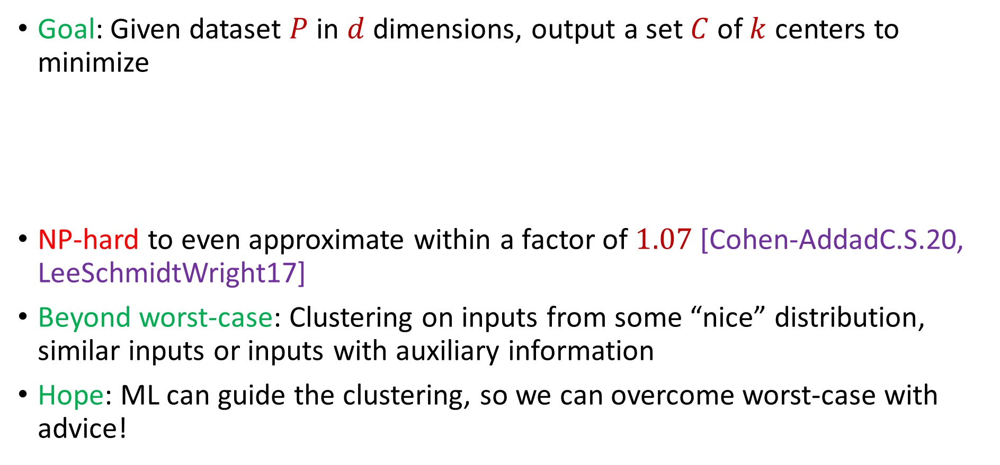 • Goal: Given dataset P in d dimensions, output a set C of k centers to
minimize
• NP-hard to even approximate within a factor of 1.07 [Cohen-AddadC.S.20,
LeeSchmidtWright17]
• Beyond worst-case: Clustering on inputs from some “nice” distribution,
similar inputs or inputs with auxiliary information
• Hope: ML can guide the clustering, so we can overcome worst-case with
advice!